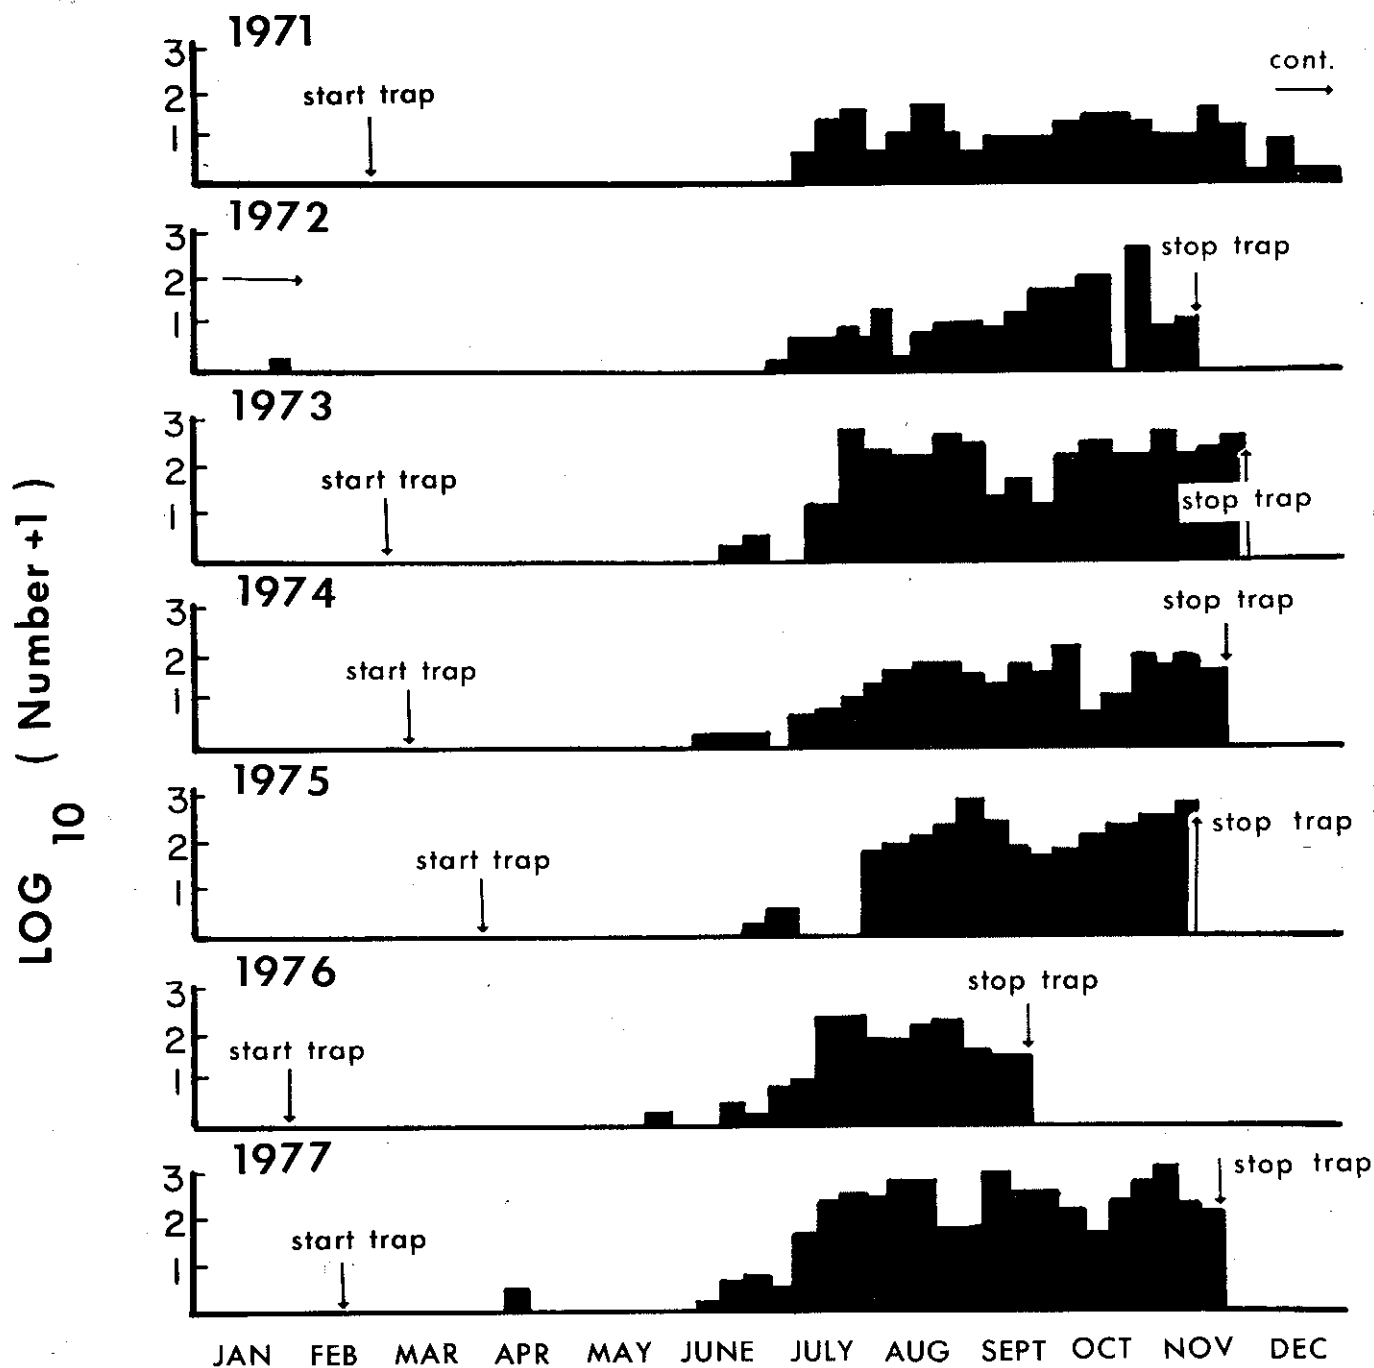 1971
3
cont.
2
start trap
1
1972
3
stop trap
2
1
1973
3
2
start trap
stop trap
1
1974
3
stop trap
2
start trap
1
1975
3
stop trap
2
start trap
1
1976
3
stop trap
2
start trap
1
1977
3
stop trap
2
start trap
1
JAN FEB MAR APR MAY JUNE JULY AUG SEPT OCT NOV DEC
LOG 10 ( Number +1 )